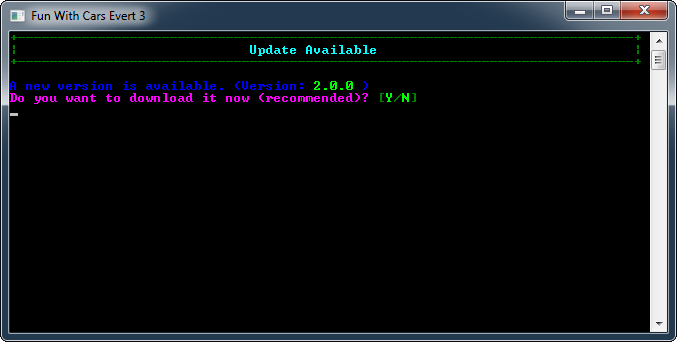 Fun With Cars Evert 3
Update Available
A new version is available. (Version: 2.0.0 )
Do you want to download it now (recommended)? [Y/N]